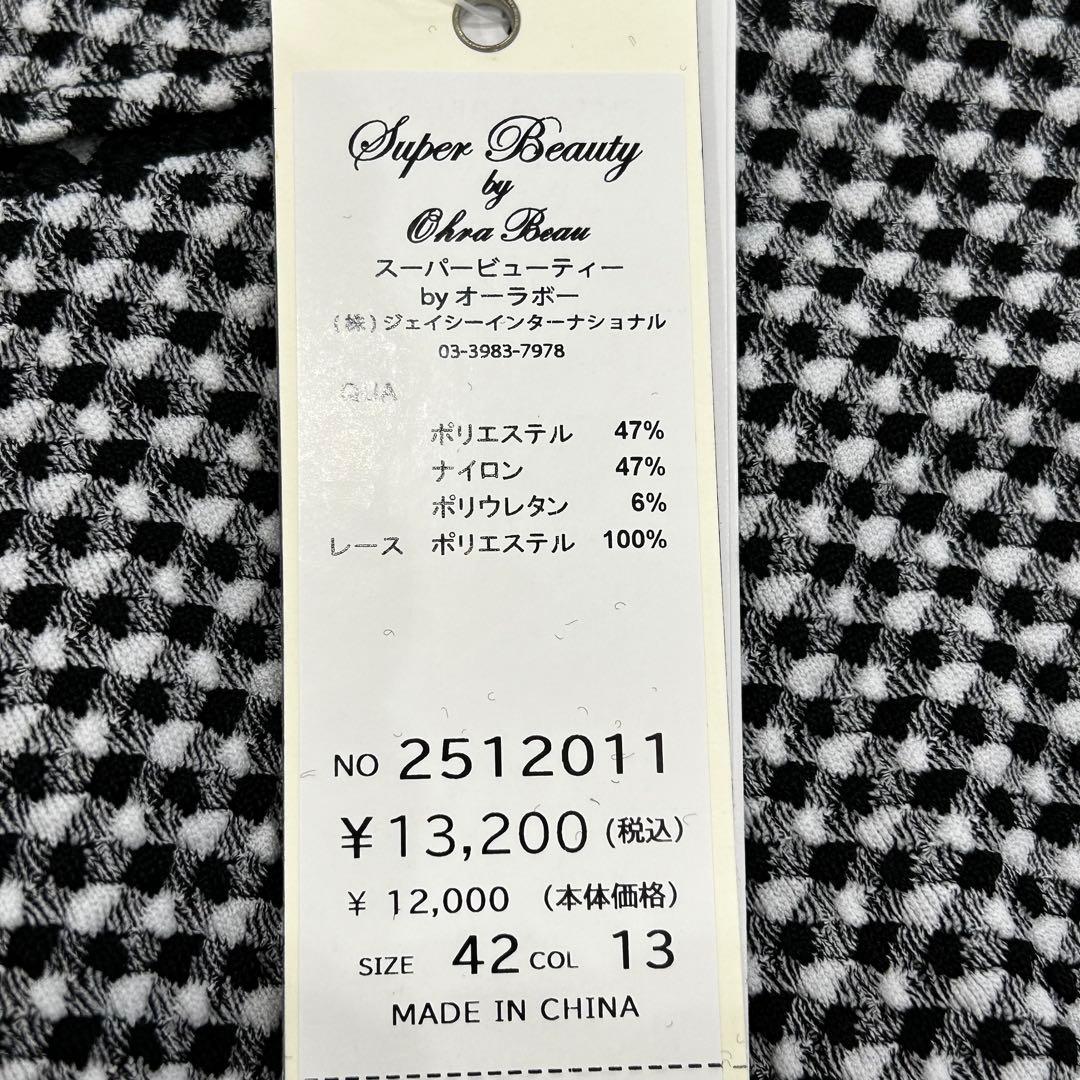 Super Beauty
by
Ohra Beau
スーパービューティー
by オーラボー
(株)ジェイシーインターナショナル
03-3983-7978
QUA
ポリエステル 47%
ナイロン 47%
ポリウレタン 6%
レース ポリエステル 100%
NO 2512011
¥13,200 (税込)
¥ 12,000 (本体価格)
SIZE 42 COL 13
MADE IN CHINA